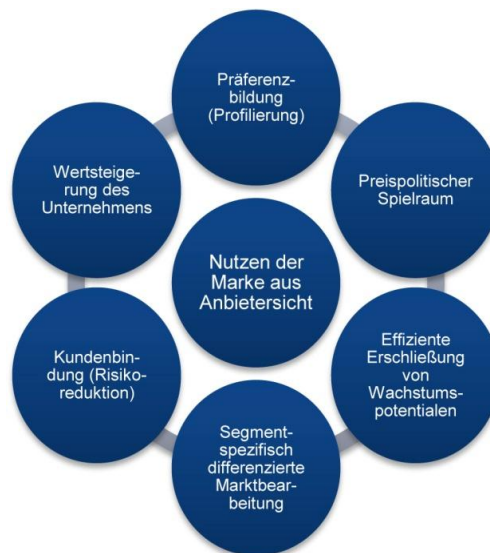 Präferenz-
bildung
(Profilierung)
Wertsteige-
rung des
Unternehmens
Preispolitischer
Spielraum
Nutzen der
Marke aus
Anbietersicht
Kundenbin-
dung (Risiko-
reduktion)
Effiziente
Erschließung
von
Wachstums-
potentialen
Segment-
spezifisch
differenzierte
Marktbear-
beitung